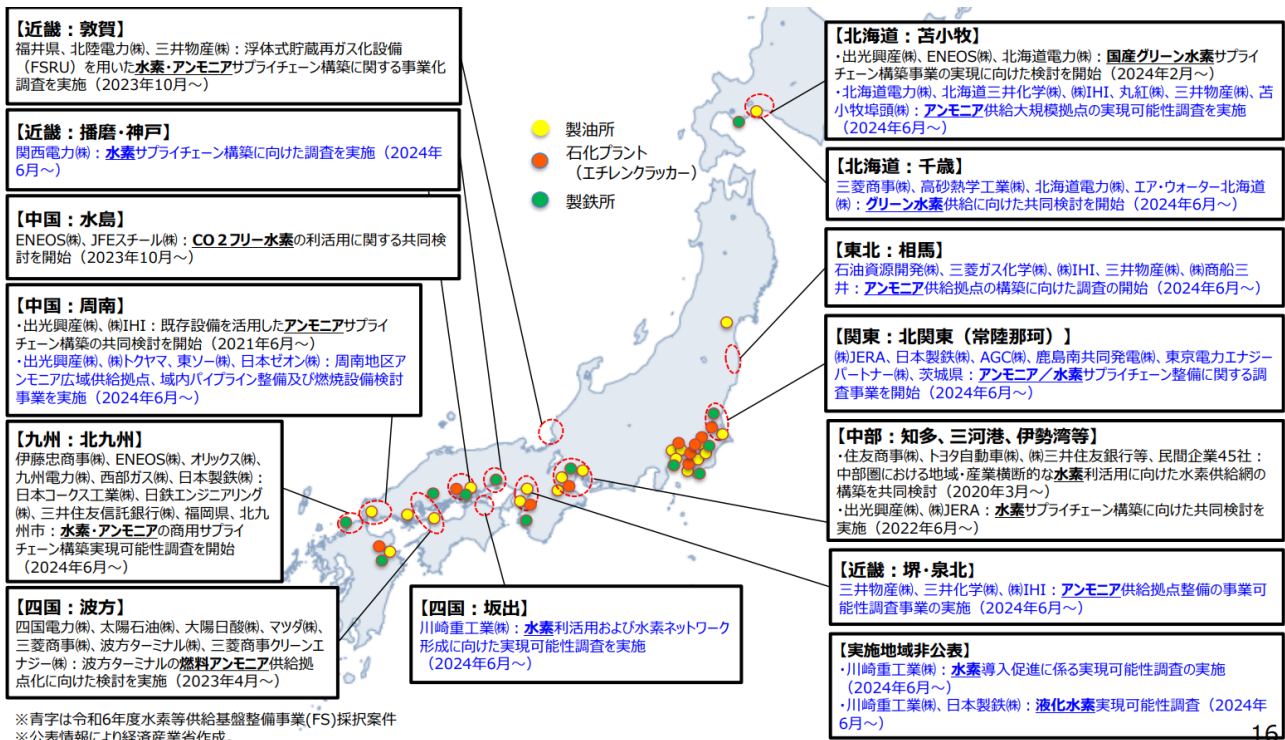 【近畿：敦賀】
福井県、北陸電力㈱、三井物産㈱：浮体式貯蔵再ガス化設備
（FSRU）を用いた水素・アンモニアサプライチェーン構築に関する事業化
調査を実施（2023年10月～）
【近畿：播磨・神戸】
関西電力㈱：水素サプライチェーン構築に向けた調査を実施（2024年
6月～）
【中国：水島】
ENEOS㈱、JFEスチール㈱：CO２フリー水素の利活用に関する共同検
討を開始（2023年10月～）
【中国：周南】
・出光興産㈱、㈱IHI：既存設備を活用したアンモニアサプライ
チェーン構築の共同検討を開始（2021年6月～）
・出光興産㈱、㈱トクヤマ、東ソー㈱、日本ゼオン㈱：周南地区ア
ンモニア広域供給拠点、域内パイプライン整備及び燃焼設備検討
事業を実施（2024年6月～）
【九州：北九州】
伊藤忠商事㈱、ENEOS㈱、オリックス㈱、
九州電力㈱、西部ガス㈱、日本製鉄㈱：
日本コークス工業㈱、日鉄エンジニアリング
㈱、三井住友信託銀行㈱、福岡県、北九
州市：水素・アンモニアの商用サプライ
チェーン構築実現可能性調査を開始
（2024年6月～）
【四国：波方】
四国電力㈱、太陽石油㈱、大陽日酸㈱、マツダ㈱、
三菱商事㈱、波方ターミナル㈱、三菱商事クリーンエ
ナジー㈱：波方ターミナルの燃料アンモニア供給拠
点化に向けた検討を実施（2023年4月～）
※青字は令和6年度水素等供給基盤整備事業(FS)採択案件
※公表情報により経済産業省作成。
製油所
石化プラント
（エチレンクラッカー）
製鉄所
【四国：坂出】
川崎重工業㈱：水素利活用および水素ネットワーク
形成に向けた実現可能性調査を実施
（2024年6月～）
【北海道：苫小牧】
・出光興産㈱、ENEOS㈱、北海道電力㈱：国産グリーン水素サプライ
チェーン構築事業の実現に向けた検討を開始（2024年2月～）
・北海道電力㈱、北海道三井化学㈱、㈱IHI、丸紅㈱、三井物産㈱、苫
小牧埠頭㈱：アンモニア供給大規模拠点の実現可能性調査を実施
（2024年6月～）
【北海道：千歳】
三菱商事㈱、高砂熱学工業㈱、北海道電力㈱、エア・ウォーター北海道
㈱：グリーン水素供給に向けた共同検討を開始（2024年6月～）
【東北：相馬】
石油資源開発㈱、三菱ガス化学㈱、㈱IHI、三井物産㈱、㈱商船三
井：アンモニア供給拠点の構築に向けた調査の開始（2024年6月～）
【関東：北関東（常陸那珂）】
㈱JERA、日本製鉄㈱、AGC㈱、鹿島南共同発電㈱、東京電力エナジー
パートナー㈱、茨城県：アンモニア／水素サプライチェーン整備に関する調
査事業を開始（2024年6月～）
【中部：知多、三河港、伊勢湾等】
・住友商事㈱、トヨタ自動車㈱、㈱三井住友銀行等、民間企業45社：
中部圏における地域・産業横断的な水素利活用に向けた水素供給網の
構築を共同検討（2020年3月～）
・出光興産㈱、㈱JERA：水素サプライチェーン構築に向けた共同検討を
実施（2022年6月～）
【近畿：堺・泉北】
三井物産㈱、三井化学㈱、㈱IHI：アンモニア供給拠点整備の事業可
能性調査事業の実施（2024年6月～）
【実施地域非公表】
・川崎重工業㈱：水素導入促進に係る実現可能性調査の実施
（2024年6月～）
・川崎重工業㈱、日本製鉄㈱：液化水素実現可能性調査（2024年
6月～）
16